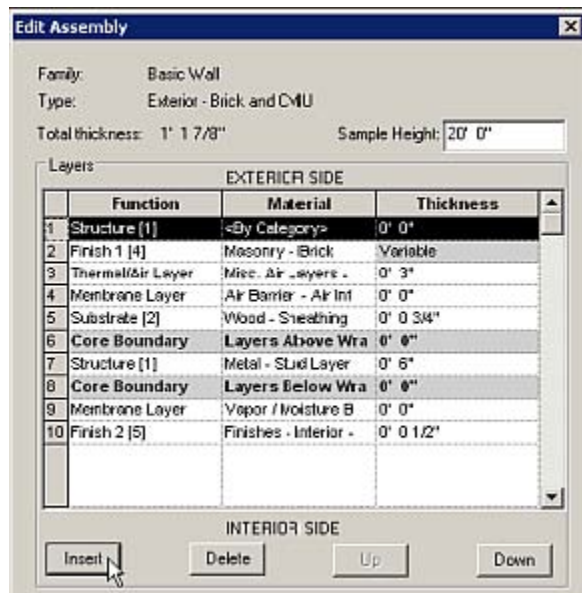 Edit Assembly
Family: Basic Wall
Type: Exterior - Brick and CMU
Total thickness: 1' 1 7/8" Sample Height: 20' 0"
Layers
EXTERIOR SIDE
Function Material Thickness
1 Structure [1] <By Category> 0' 0"
2 Finish 1 [4] Masonry - Brick Variable
3 Thermal/Air Layer Misc. Air Layers - 0' 3"
4 Membrane Layer Air Barrier - Air Inf 0' 0"
5 Substrate [2] Wood - Sheathing 0' 0 3/4"
6 Core Boundary Layers Above Wra 0' 0"
7 Structure [1] Metal - Stud Layer 0' 6"
8 Core Boundary Layers Below Wra 0' 0"
9 Membrane Layer Vapor / Moisture B 0' 0"
10 Finish 2 [5] Finishes - Interior - 0' 0 1/2"
INTERIOR SIDE
Insert Delete Up Down